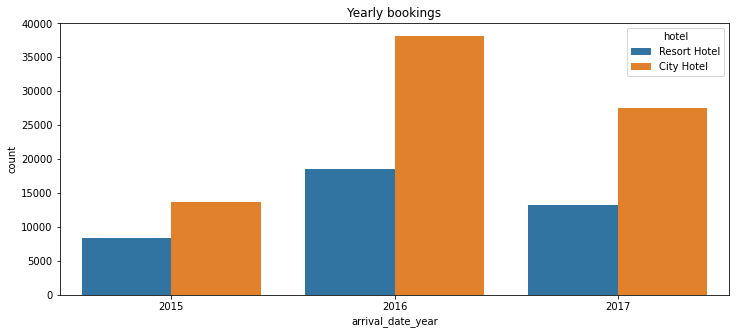 Yearly bookings
40000
35000
30000
25000
20000
15000
10000
5000
0
count
hotel
Resort Hotel
City Hotel
2015 2016 2017
arrival_date_year